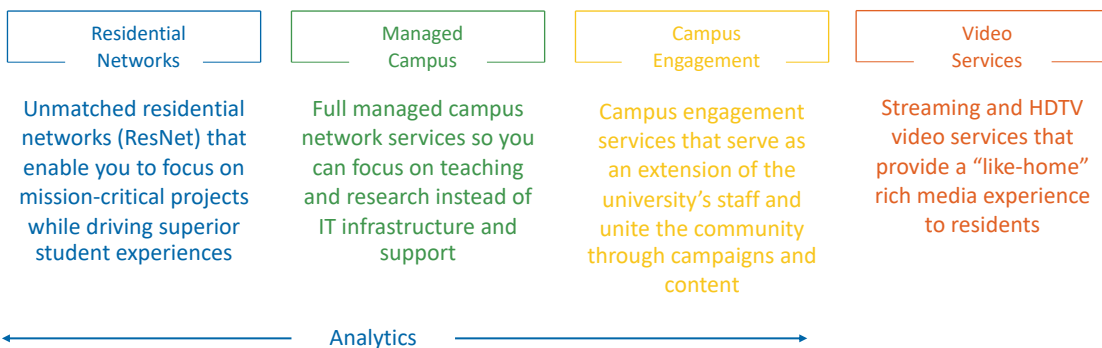 Residential
Networks
Unmatched residential
networks (ResNet) that
enable you to focus on
mission-critical projects
while driving superior
student experiences
Managed
Campus
Full managed campus
network services so you
can focus on teaching
and research instead of
IT infrastructure and
support
Campus
Engagement
Campus engagement
services that serve as
an extension of the
university’s staff and
unite the community
through campaigns and
content
Video
Services
Streaming and HDTV
video services that
provide a “like-home”
rich media experience
to residents
Analytics